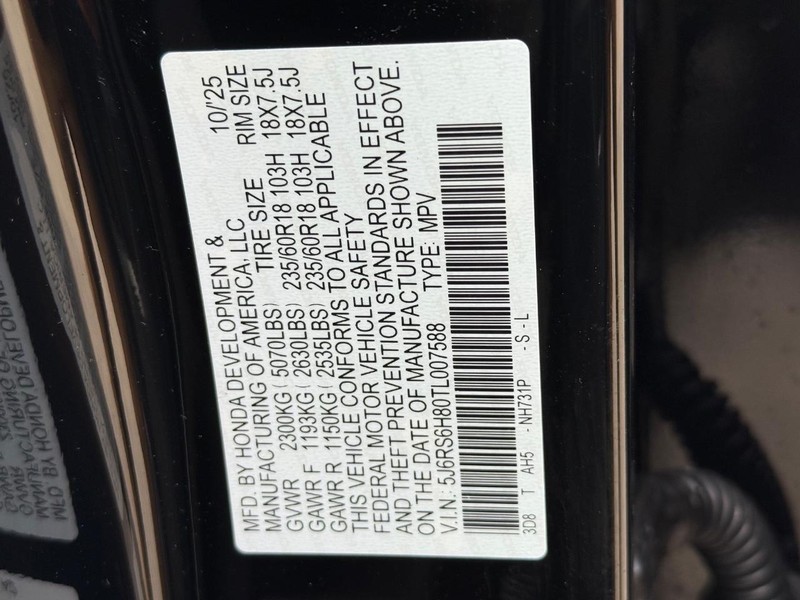 MFD. BY HONDA DEVELOPMENT & 10/'25
MANUFACTURING OF AMERICA, LLC
TIRE SIZE RIM SIZE
GVWR 2300KG ( 5070LBS)
GAWR F 1193KG ( 2630LBS) 235/60R18 103H 18X7.5J
GAWR R 1150KG ( 2535LBS) 235/60R18 103H 18X7.5J
THIS VEHICLE CONFORMS TO ALL APPLICABLE
FEDERAL MOTOR VEHICLE SAFETY
AND THEFT PREVENTION STANDARDS IN EFFECT
ON THE DATE OF MANUFACTURE SHOWN ABOVE.
V.I.N.: 5J6RS6H80TL007588 TYPE: MPV
3D8 T AH5 - NH731P - S - L